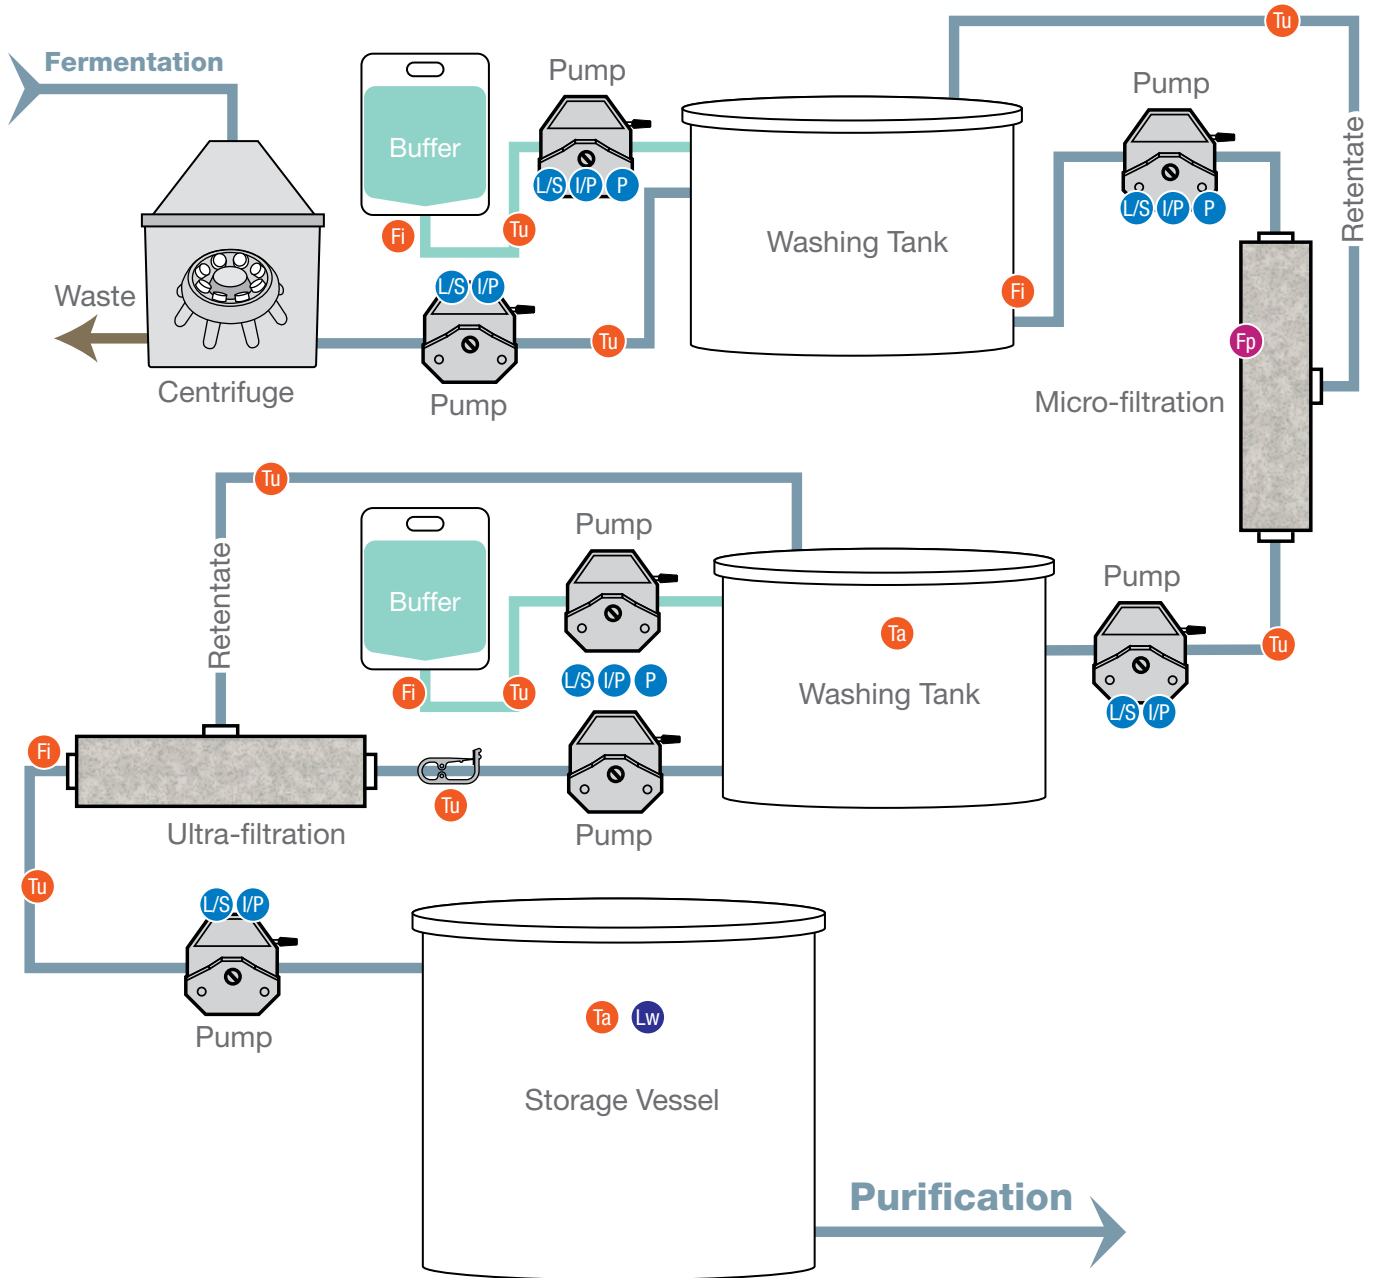 Fermentation
Tu
Pump
Pump
Buffer
L/S I/P P
L/S I/P P
Retentate
Fi
Tu
Washing Tank
Waste
L/S I/P
Fi
Tu
Fp
Centrifuge
Pump
Micro-filtration
Tu
Retentate
Pump
Buffer
Pump
Ta
Tu
Fi
Tu
L/S I/P P
Washing Tank
L/S I/P
Fi
Tu
Ultra-filtration
Pump
Tu
L/S I/P
Pump
Ta Lw
Storage Vessel
Purification